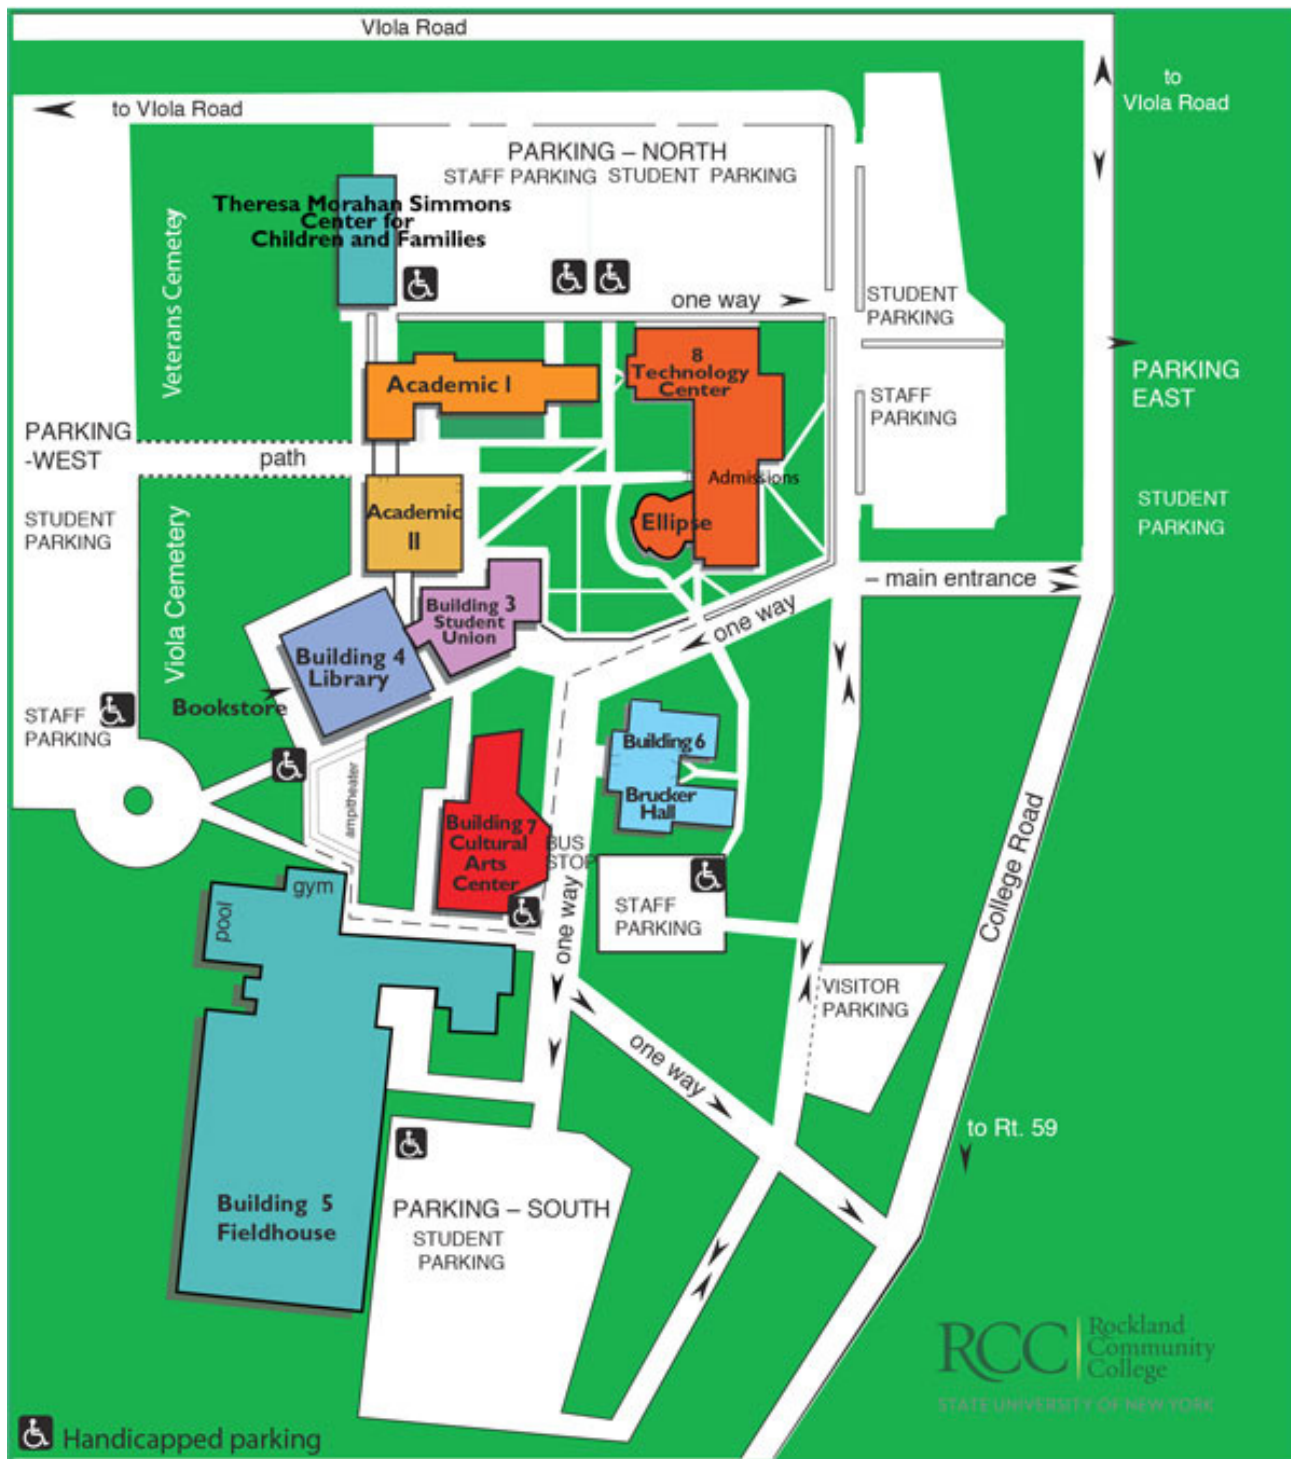 VIola Road
to VIola Road
to
VIola Road
PARKING – NORTH
STAFF PARKING STUDENT PARKING
Theresa Morahan Simmons
Center for
Children and Families
Veterans Cemetey
one way
STUDENT
PARKING
8
Technology
Center
Academic I
PARKING
EAST
STAFF
PARKING
PARKING
-WEST
path
Admissions
STUDENT
PARKING
STUDENT
PARKING
Academic
II
Ellipse
Viola Cemetery
– main entrance
one way
Building 3
Student
Union
Building 4
Library
Bookstore
STAFF
PARKING
Building 6
Brucker
Hall
ampitheater
Building 7
Cultural
Arts
Center
BUS
STOP
one way
College Road
gym
pool
STAFF
PARKING
VISITOR
PARKING
one way
to Rt. 59
Building 5
Fieldhouse
PARKING – SOUTH
STUDENT
PARKING
RCC
Rockland
Community
College
STATE UNIVERSITY OF NEW YORK
Handicapped parking